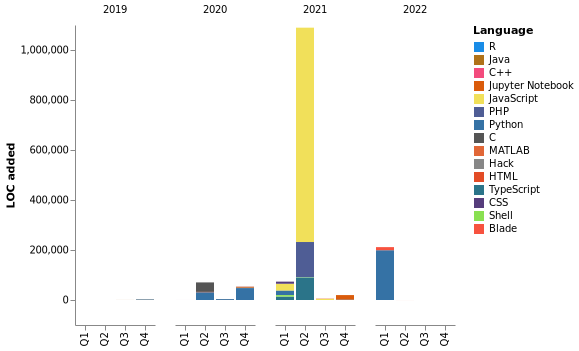 2019 2020 2021 2022
Language
R
Java
C++
Jupyter Notebook
JavaScript
PHP
Python
C
MATLAB
Hack
HTML
TypeScript
CSS
Shell
Blade
LOC added
1,000,000
800,000
600,000
400,000
200,000
0
Q1 Q2 Q3 Q4 Q1 Q2 Q3 Q4 Q1 Q2 Q3 Q4 Q1 Q2 Q3 Q4